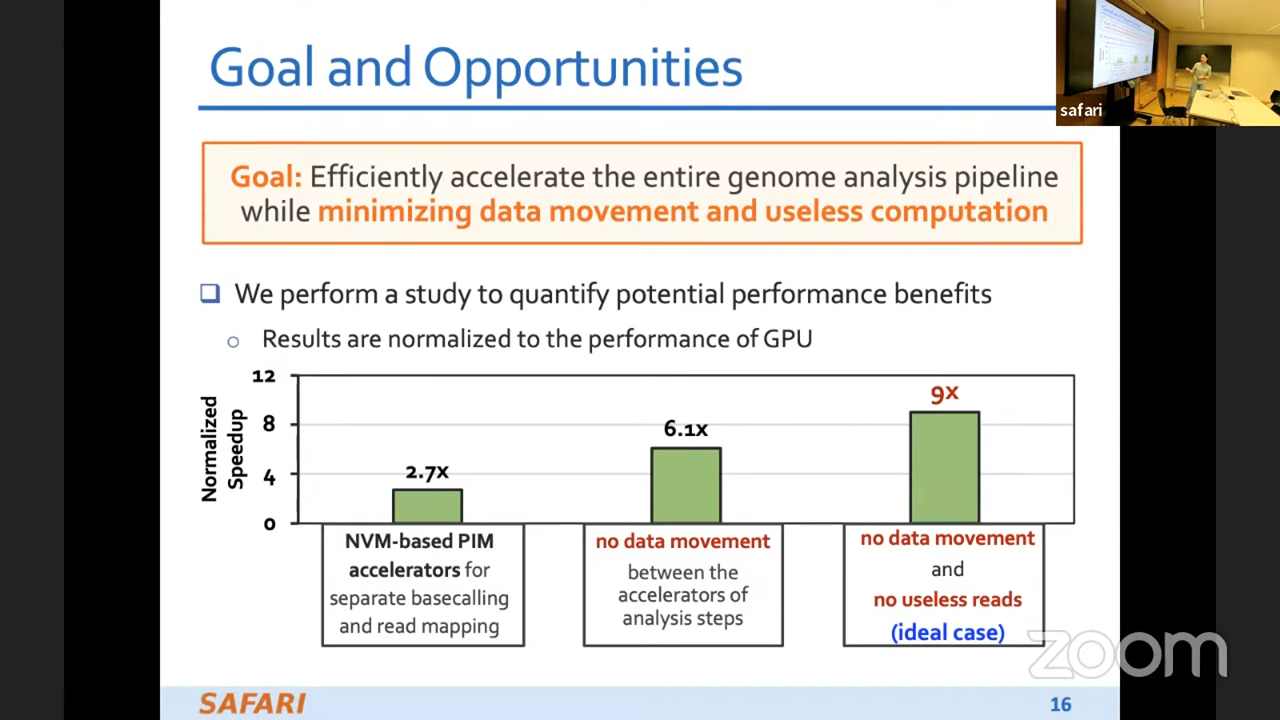 Goal and Opportunities
safari
Goal: Efficiently accelerate the entire genome analysis pipeline
while minimizing data movement and useless computation
We perform a study to quantify potential performance benefits
Results are normalized to the performance of GPU
Normalized
Speedup
12
8
4
0
2.7x
6.1x
9x
NVM-based PIM
accelerators for
separate basecalling
and read mapping
no data movement
between the
accelerators of
analysis steps
no data movement
and
no useless reads
(ideal case)
zoom
SAFARI
16